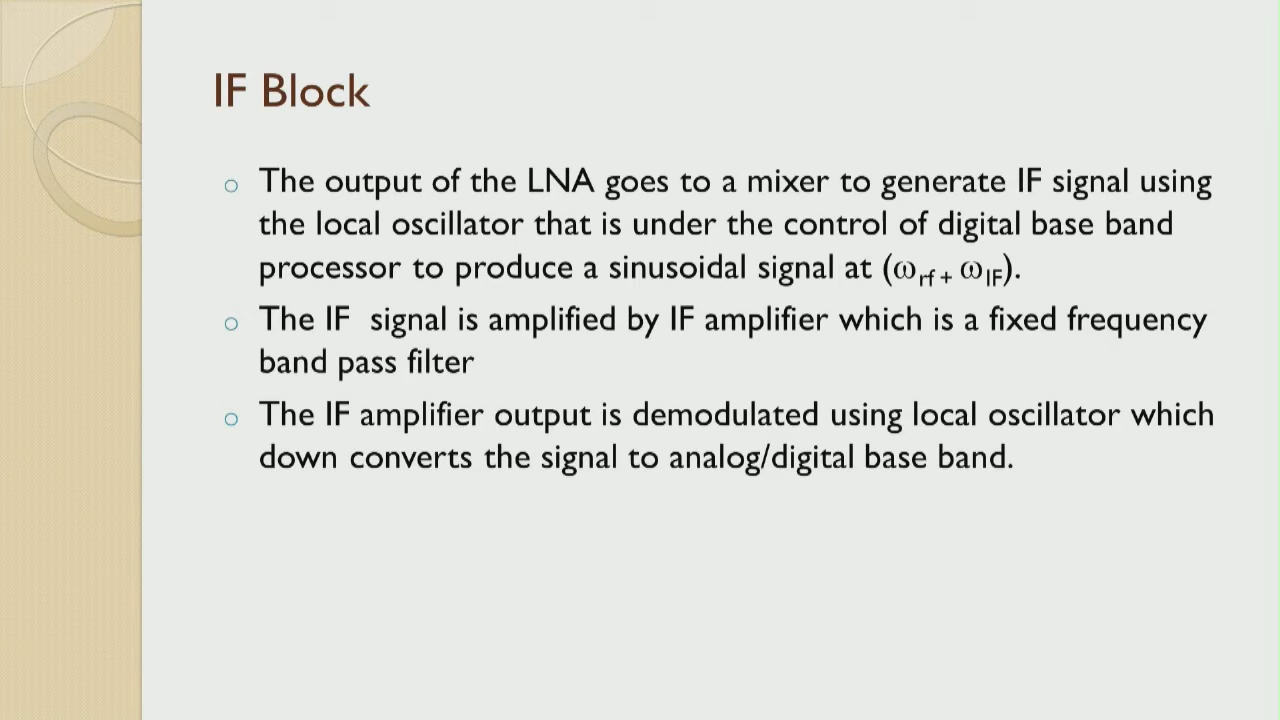 IF Block
The output of the LNA goes to a mixer to generate IF signal using
the local oscillator that is under the control of digital base band
processor to produce a sinusoidal signal at (ωrf + ωIF).
The IF  signal is amplified by IF amplifier which is a fixed frequency
band pass filter
The IF amplifier output is demodulated using local oscillator which
down converts the signal to analog/digital base band.